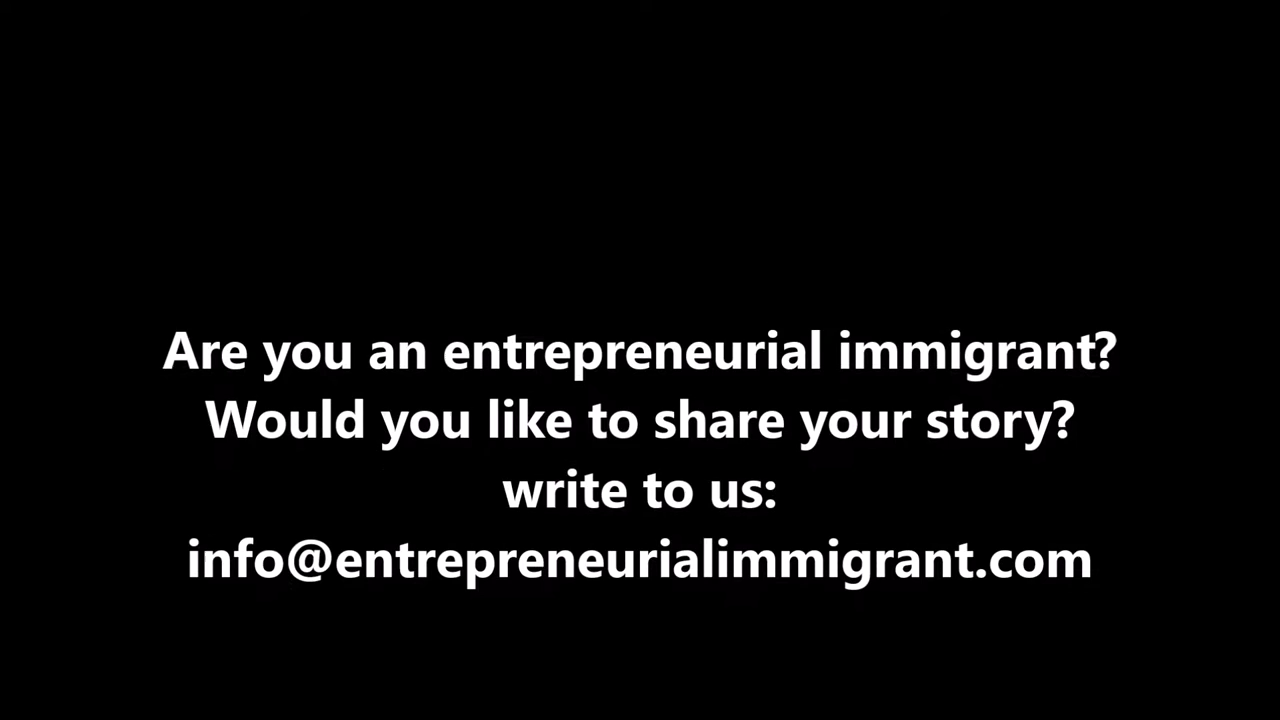 Are you an entrepreneurial immigrant?
Would you like to share your story?
write to us:
info@entrepreneurialimmigrant.com